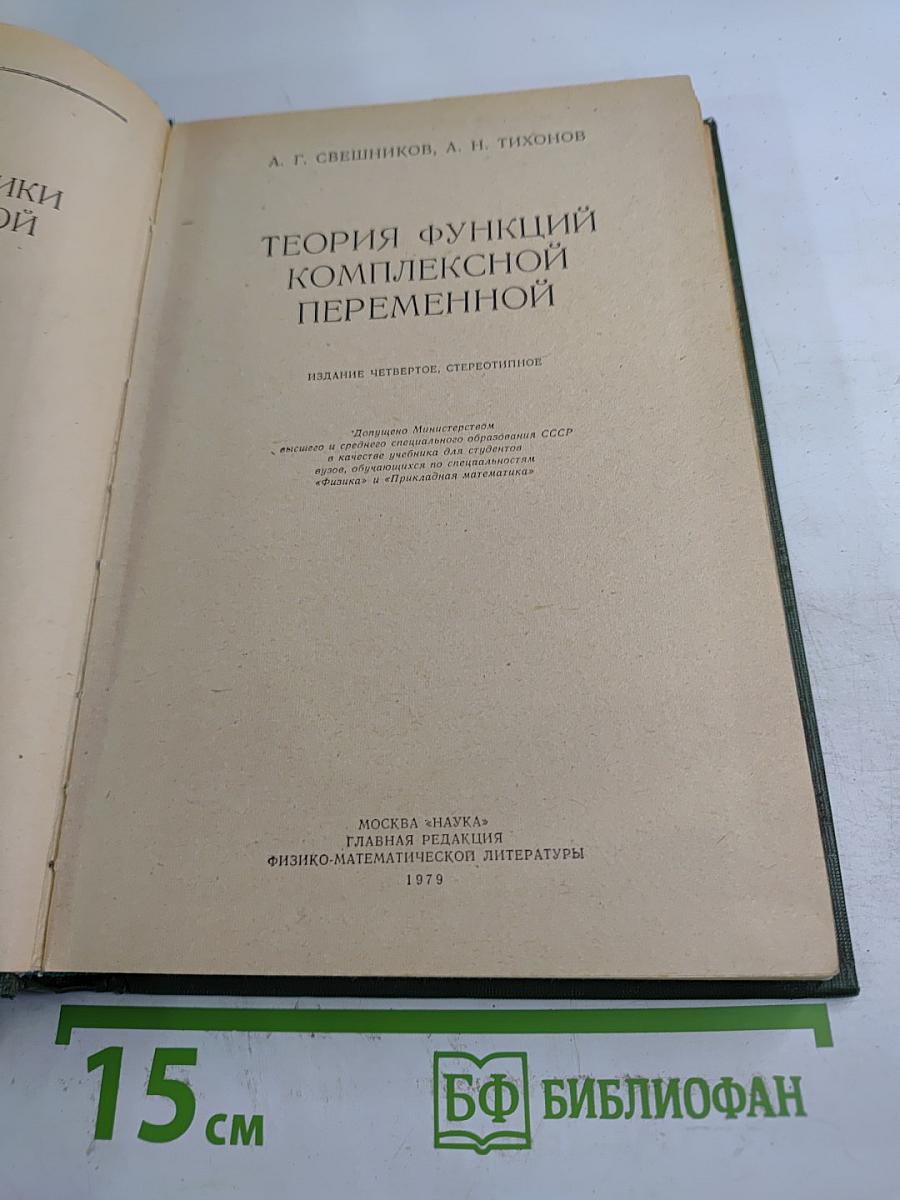 ИКИ
ОЙ
А. Г. СВЕШНИКОВ, А. Н. ТИХОНОВ
ТЕОРИЯ ФУНКЦИЙ
КОМПЛЕКСНОЙ
ПЕРЕМЕННОЙ
ИЗДАНИЕ ЧЕТВЕРТОЕ, СТЕРЕОТИПНОЕ
Допущено Министерством
высшего и среднего специального образования СССР
в качестве учебника для студентов
вузов, обучающихся по специальностям
«Физика» и «Прикладная математика»
МОСКВА «НАУКА»
ГЛАВНАЯ РЕДАКЦИЯ
ФИЗИКО-МАТЕМАТИЧЕСКОЙ ЛИТЕРАТУРЫ
1979
15 см
БФ БИБЛИОФАН